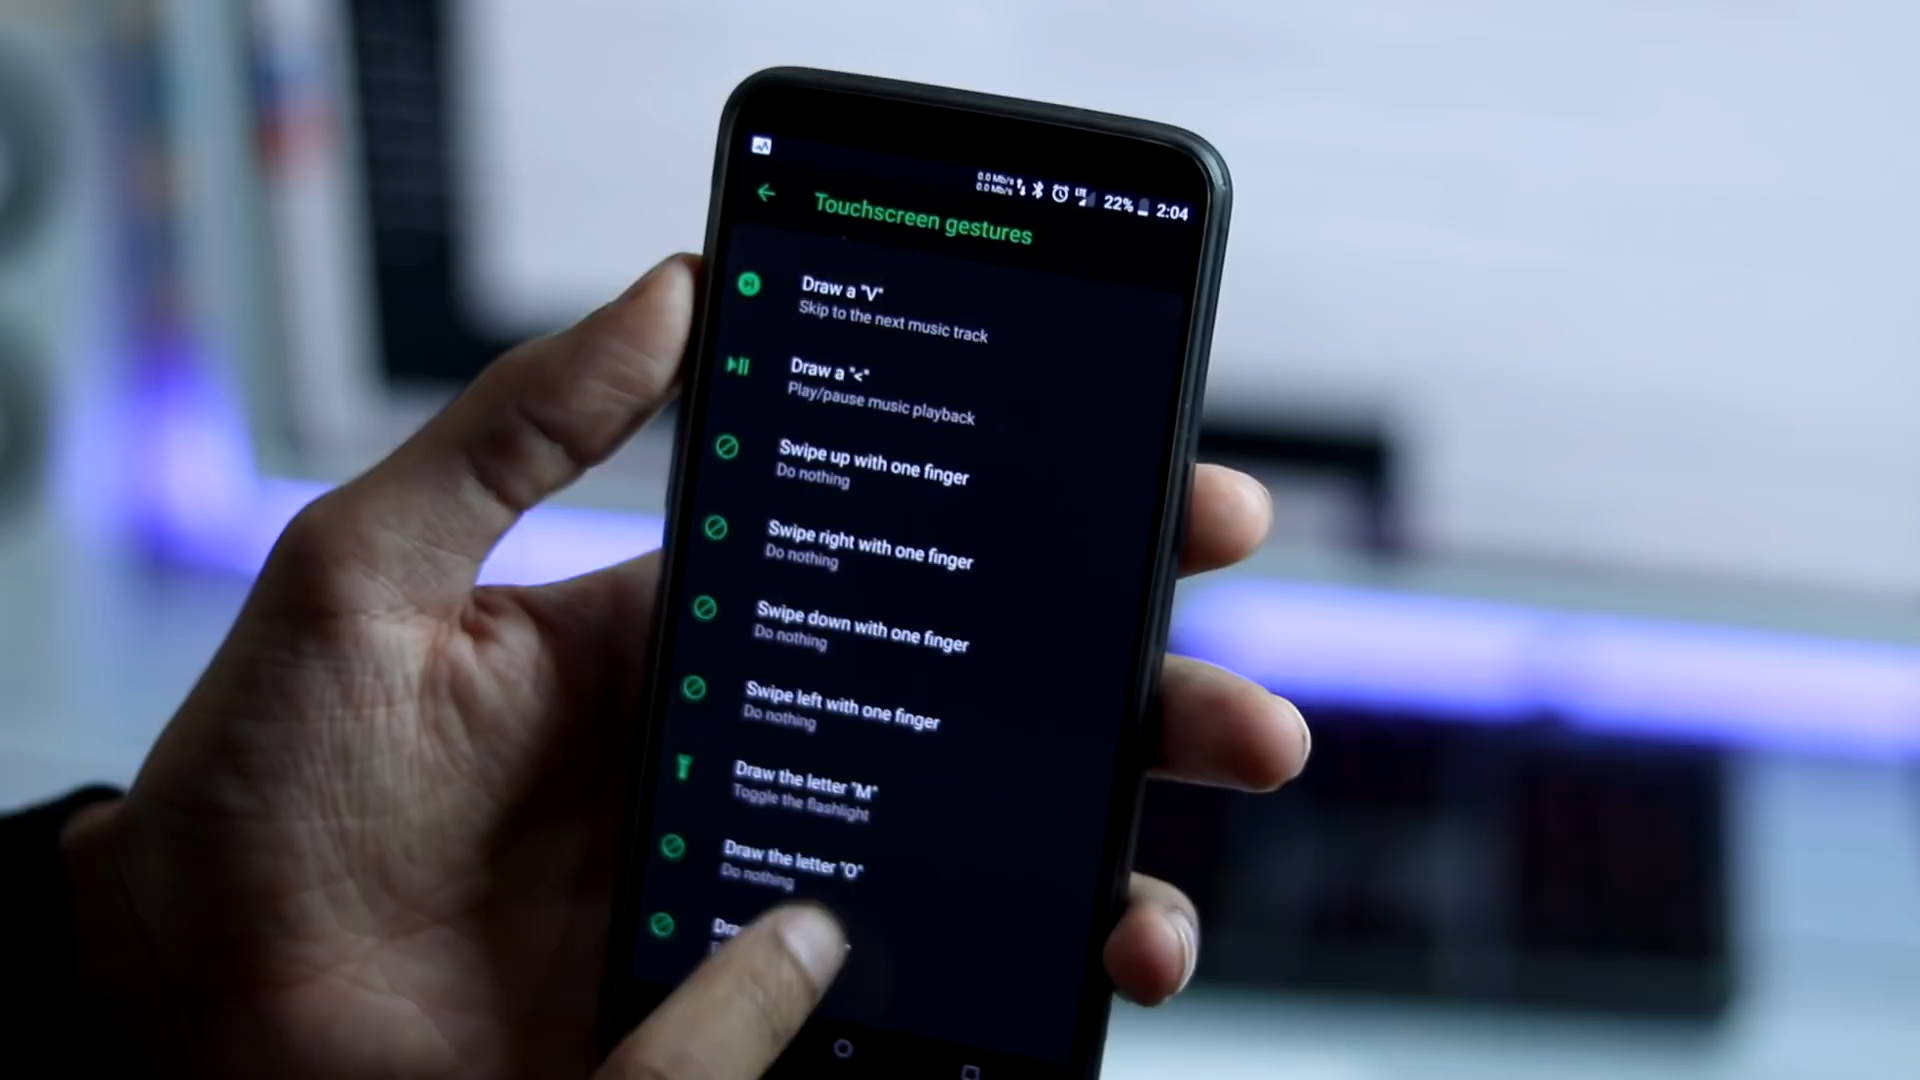 0.0 Mb/s
0.0 Mb/s
LTE
22%
2:04
Touchscreen gestures
Draw a "V"
Skip to the next music track
Draw a "<"
Play/pause music playback
Swipe up with one finger
Do nothing
Swipe right with one finger
Do nothing
Swipe down with one finger
Do nothing
Swipe left with one finger
Do nothing
Draw the letter "M"
Toggle the flashlight
Draw the letter "O"
Do nothing